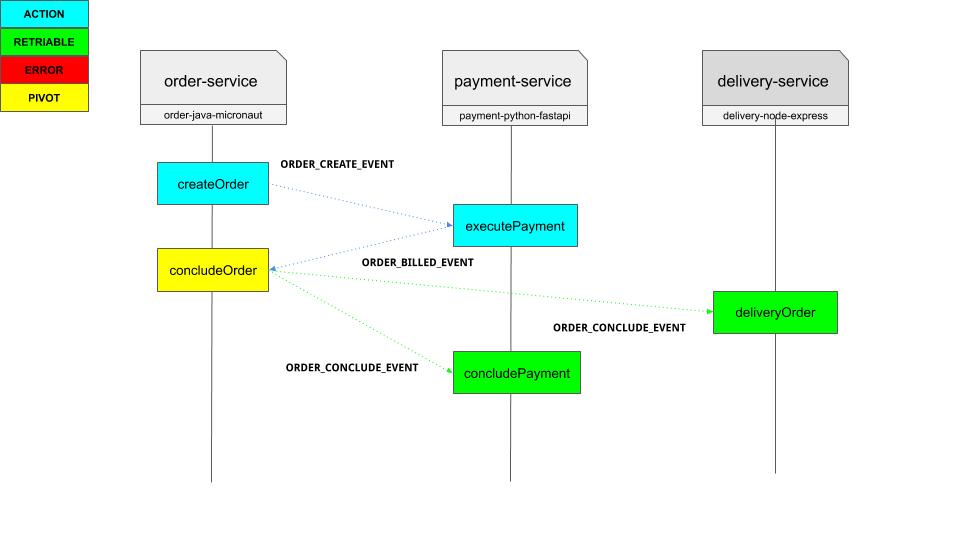 ACTION
RETRIABLE
ERROR
PIVOT
order-service
order-java-micronaut
payment-service
payment-python-fastapi
delivery-service
delivery-node-express
ORDER_CREATE_EVENT
createOrder
executePayment
ORDER_BILLED_EVENT
concludeOrder
deliveryOrder
ORDER_CONCLUDE_EVENT
ORDER_CONCLUDE_EVENT
concludePayment